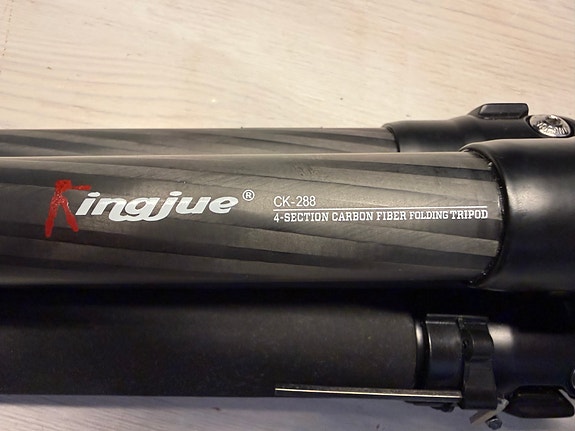 Kingjue®
CK-288
4-SECTION CARBON FIBER FOLDING TRIPOD